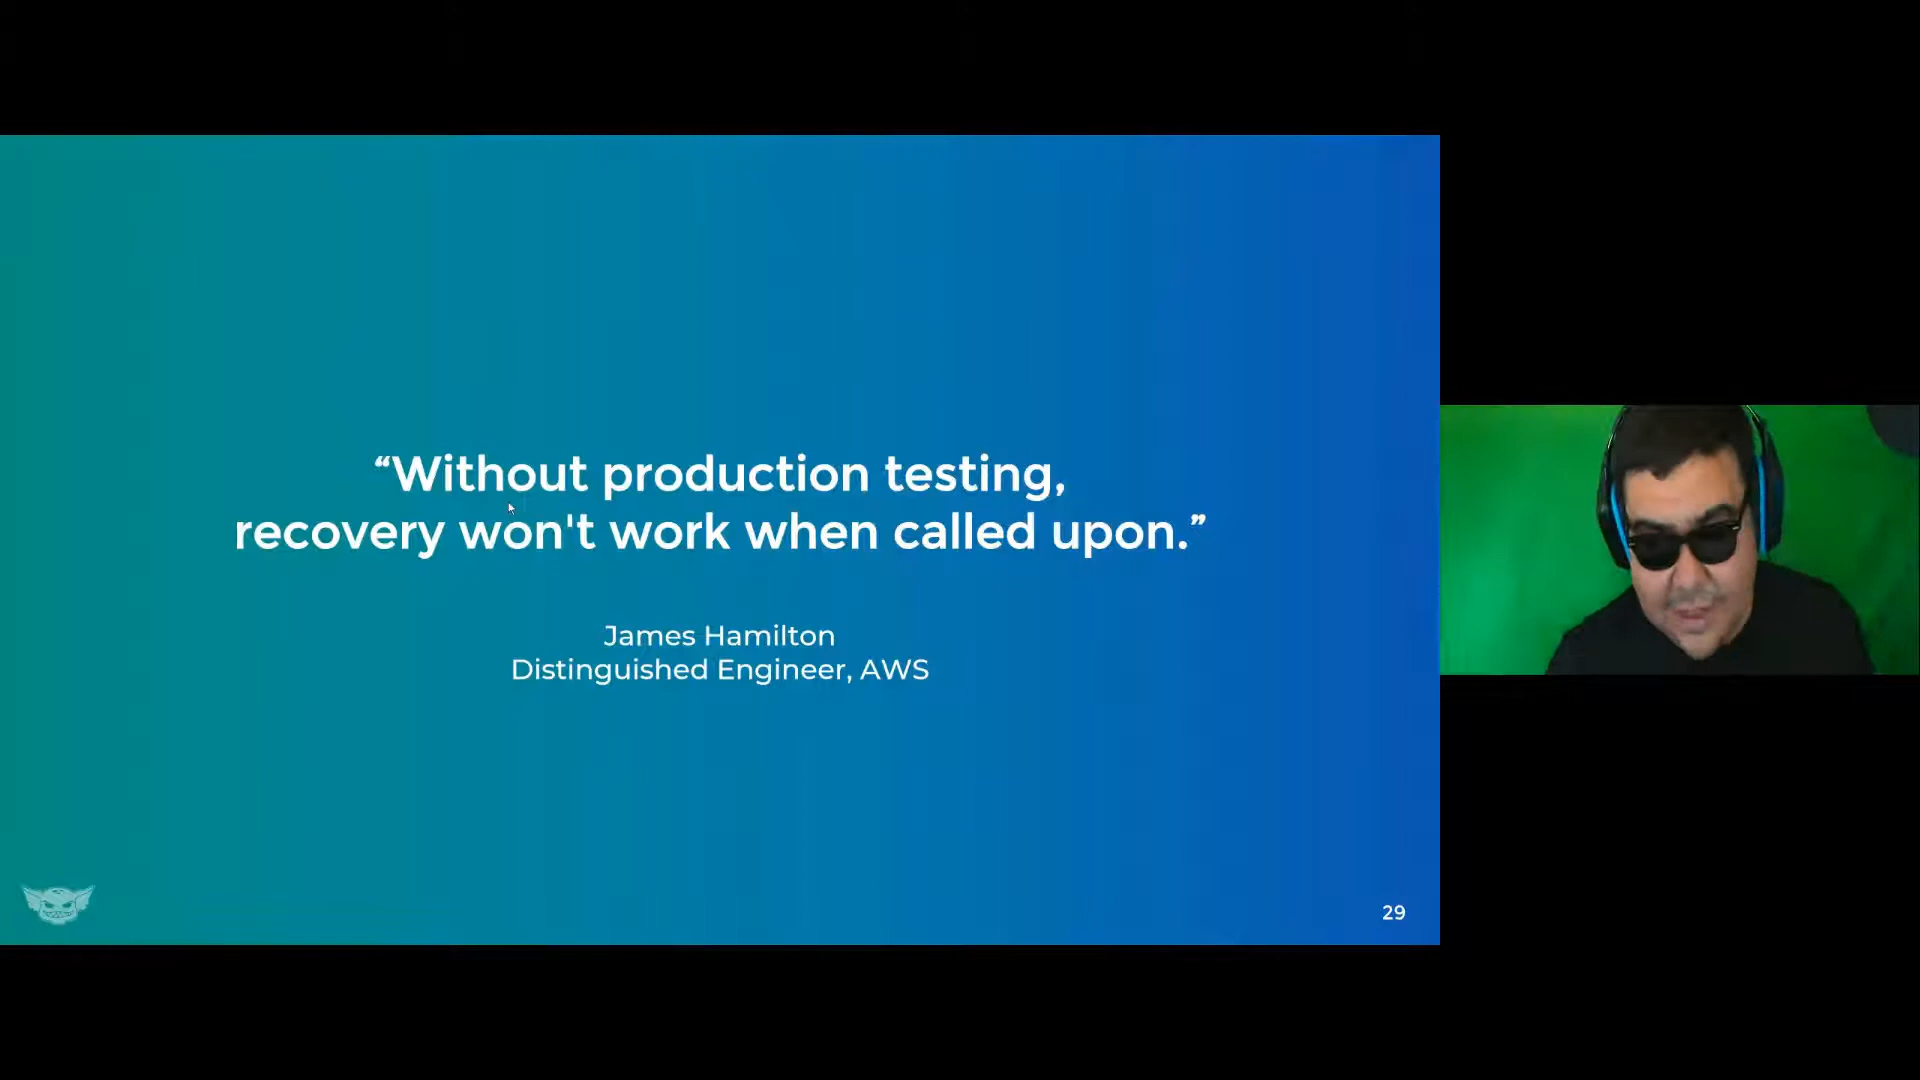 “Without production testing,
recovery won't work when called upon.”
James Hamilton
Distinguished Engineer, AWS
29